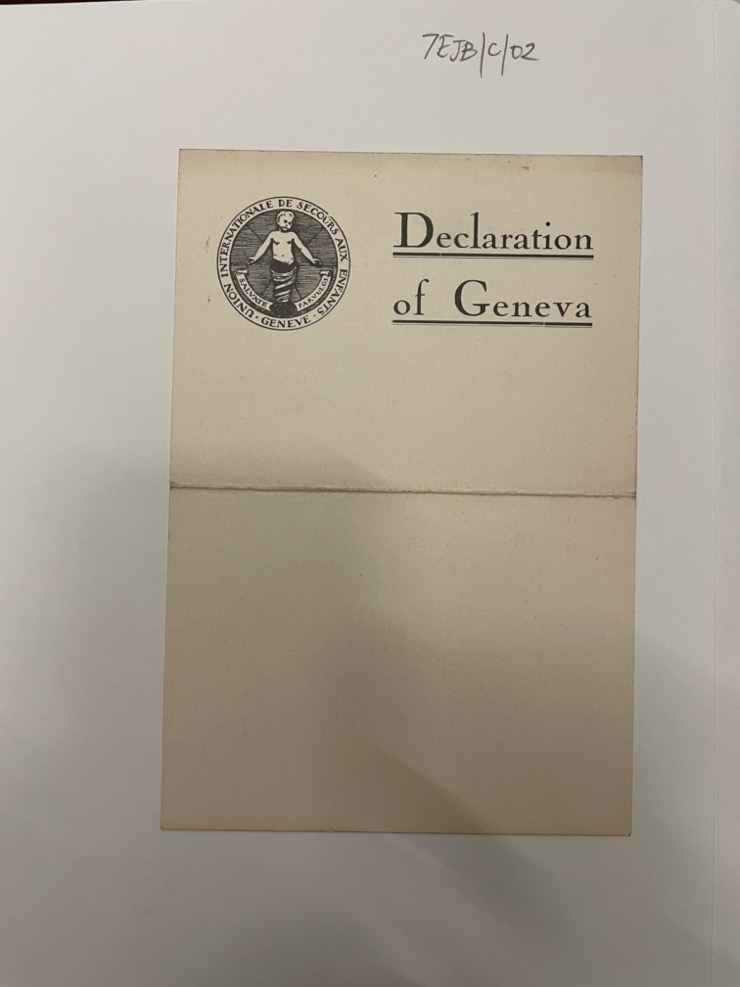 7EJB/C/02
UNION INTERNATIONALE DE SECOURS AUX ENFANTS · GENEVE ·
SALVATE PARVULOS
Declaration
of Geneva